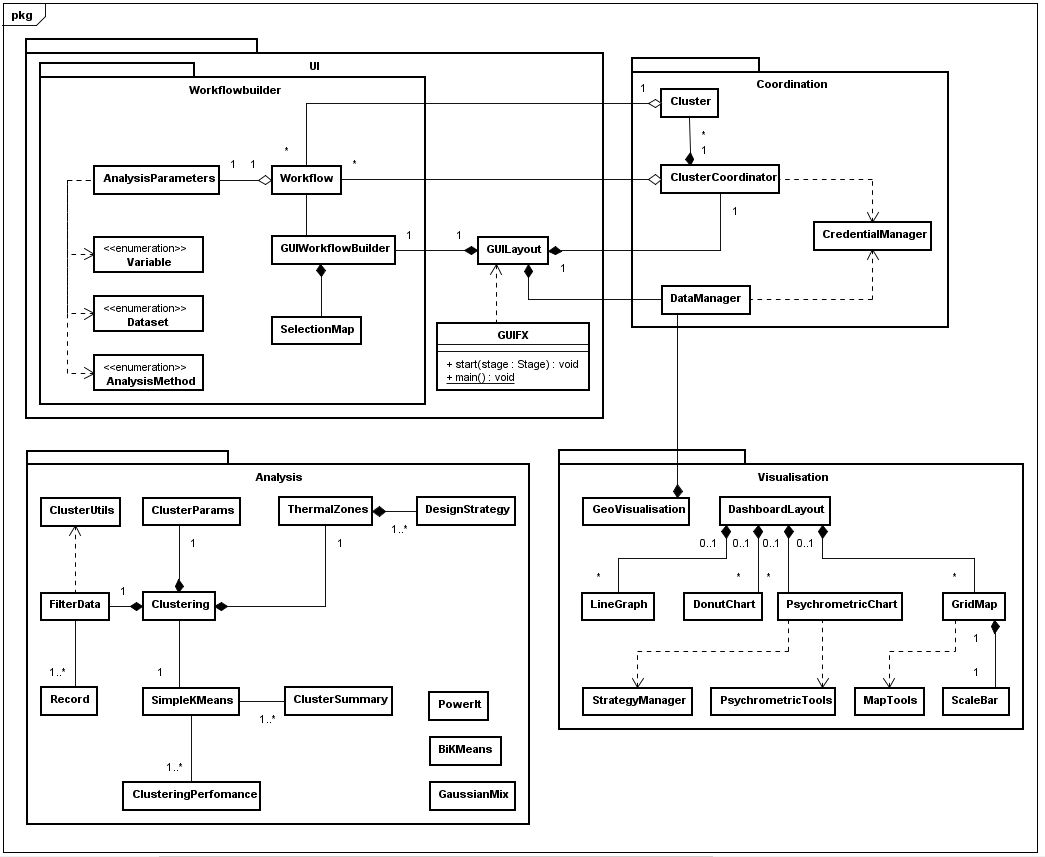 pkg
UI
Workflowbuilder
Coordination
1
Cluster
*
*
1
1
1
*
AnalysisParameters
Workflow
ClusterCoordinator
1
CredentialManager
<<enumeration>>
Variable
GUIWorkflowBuilder
1
1
GUILayout
1
<<enumeration>>
Dataset
SelectionMap
DataManager
GUIFX
+ start(stage : Stage) : void
+ main() : void
<<enumeration>>
AnalysisMethod
Analysis
Visualisation
ClusterUtils
ClusterParams
ThermalZones
DesignStrategy
1..*
GeoVisualisation
DashboardLayout
1
1
0..1
0..1
0..1
0..1
*
*
*
*
1
FilterData
Clustering
LineGraph
DonutChart
PsychrometricChart
GridMap
1
1..*
1
1
Record
SimpleKMeans
ClusterSummary
1..*
StrategyManager
PsychrometricTools
MapTools
ScaleBar
PowerIt
BiKMeans
1..*
ClusteringPerfomance
GaussianMix